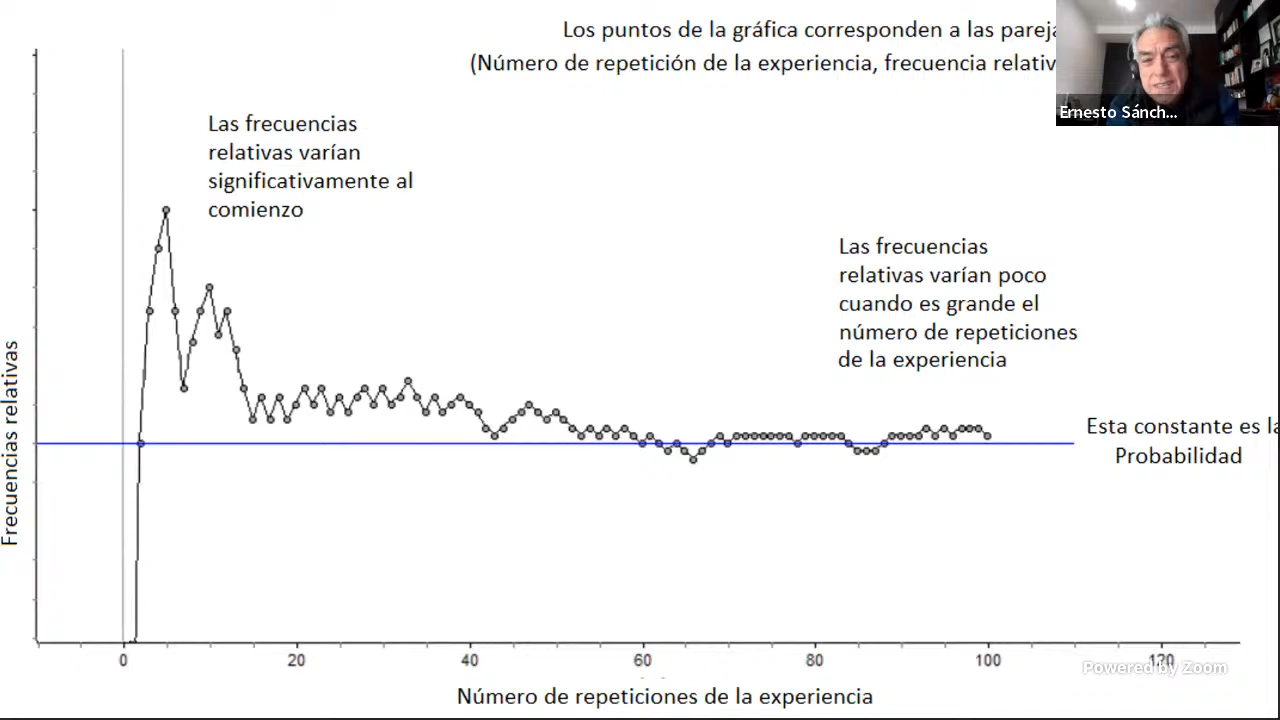 Los puntos de la gráfica corresponden a las pareja
(Número de repetición de la experiencia, frecuencia relativ
Ernesto Sánch...
Las frecuencias
relativas varían
significativamente al
comienzo
Las frecuencias
relativas varían poco
cuando es grande el
número de repeticiones
de la experiencia
Frecuencias relativas
Esta constante es la
Probabilidad
0 20 40 60 80 100 120
Powered by Zoom
Número de repeticiones de la experiencia